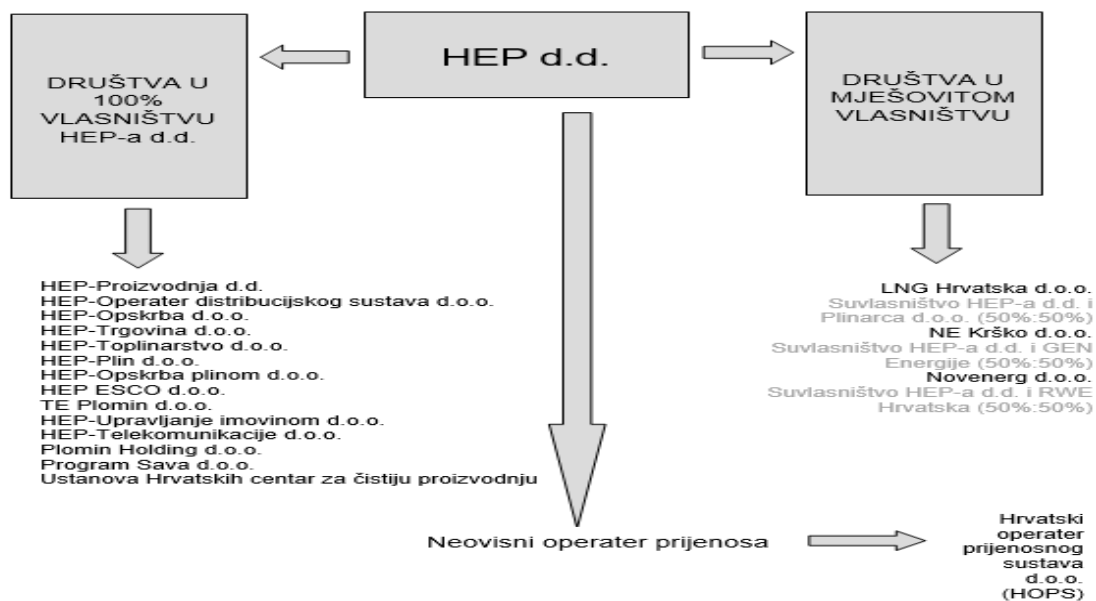 HEP d.d.
DRUŠTVA U
100%
VLASNIŠTVU
HEP-a d.d.
DRUŠTVA U
MJEŠOVITOM
VLASNIŠTVU
HEP-Proizvodnja d.d.
HEP-Operater distribucijskog sustava d.o.o.
HEP-Opskrba d.o.o.
HEP-Trgovina d.o.o.
HEP-Toplinarstvo d.o.o.
HEP-Plin d.o.o.
HEP-Opskrba plinom d.o.o.
HEP ESCO d.o.o.
TE Plomin d.o.o.
HEP-Upravljanje imovinom d.o.o.
HEP-Telekomunikacije d.o.o.
Plomin Holding d.o.o.
Program Sava d.o.o.
Ustanova Hrvatskih centar za čistiju proizvodnju
LNG Hrvatska d.o.o.
Suvlasništvo HEP-a d.d. i
Plinarca d.o.o. (50%:50%)
NE Krško d.o.o.
Suvlasništvo HEP-a d.d. i GEN
Energije (50%:50%)
Novenerg d.o.o.
Suvlasništvo HEP-a d.d. i RWE
Hrvatska (50%:50%)
Neovisni operater prijenosa
Hrvatski
operater
prijenosnog
sustava
d.o.o.
(HOPS)